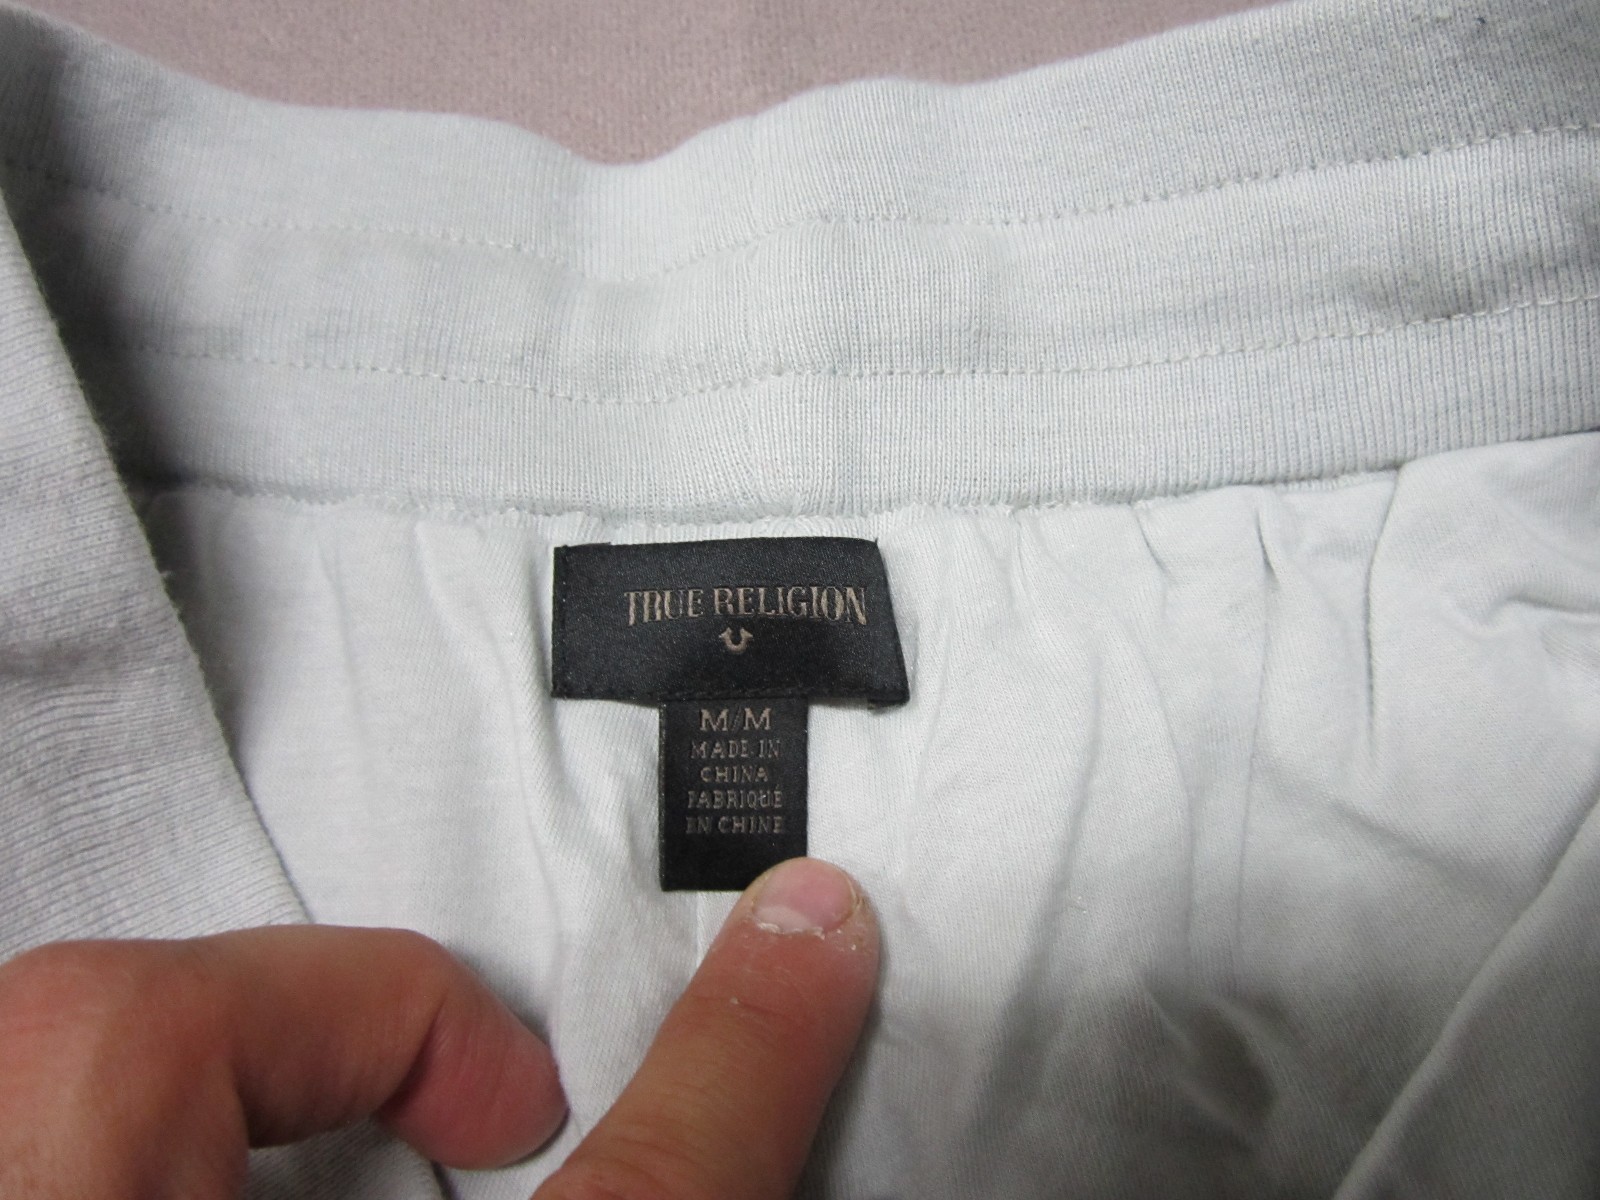 TRUE RELIGION
M/M
MADE IN
CHINA
FABRIQUÉ
EN CHINE